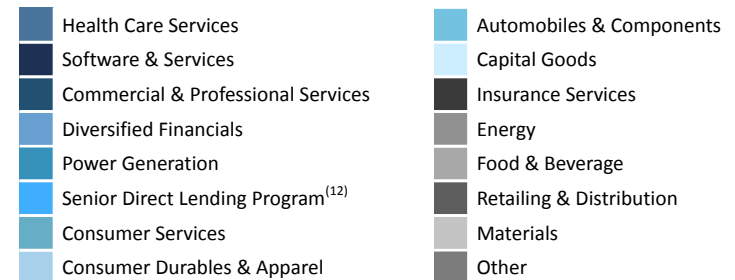 Health Care Services
Software & Services
Commercial & Professional Services
Diversified Financials
Power Generation
Senior Direct Lending Program(12)
Consumer Services
Consumer Durables & Apparel
Automobiles & Components
Capital Goods
Insurance Services
Energy
Food & Beverage
Retailing & Distribution
Materials
Other